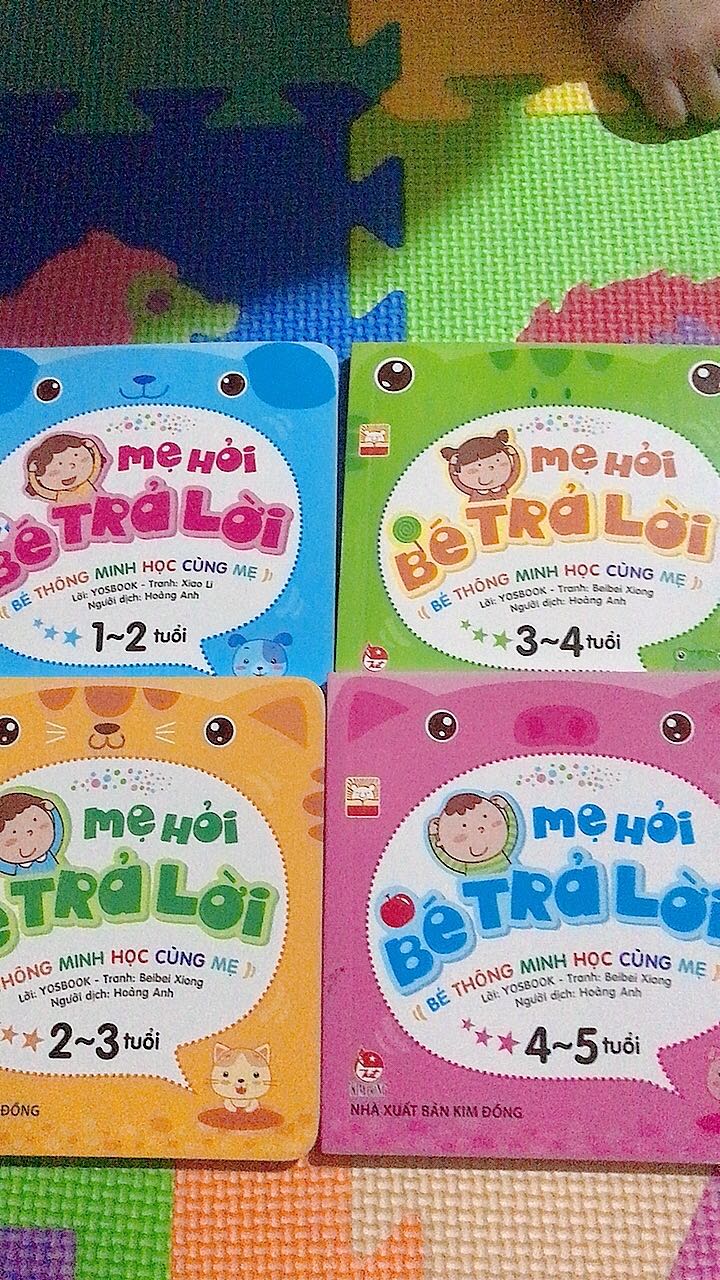 Mẹ Hỏi
Bé Trả Lời
BÉ THÔNG MINH HỌC CÙNG MẸ
Lời: YOSBOOK - Tranh: Xiao Li
Người dịch: Hoàng Anh
1~2 tuổi
Mẹ Hỏi
Bé Trả Lời
BÉ THÔNG MINH HỌC CÙNG MẸ
Lời: YOSBOOK - Tranh: Beibei Xiong
Người dịch: Hoàng Anh
3~4 tuổi
Mẹ Hỏi
Trả Lời
THÔNG MINH HỌC CÙNG MẸ
Lời: YOSBOOK - Tranh: Beibei Xiong
Người dịch: Hoàng Anh
2~3 tuổi
ĐỒNG
Mẹ Hỏi
Bé Trả Lời
BÉ THÔNG MINH HỌC CÙNG MẸ
Lời: YOSBOOK - Tranh: Beibei Xiong
Người dịch: Hoàng Anh
4~5 tuổi
NHÀ XUẤT BẢN KIM ĐỒNG